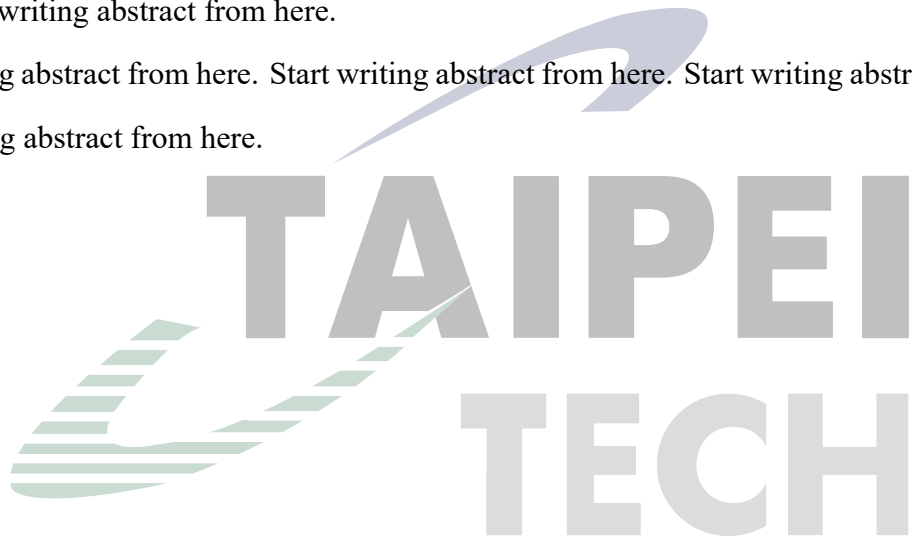 writing abstract from here.
g abstract from here. Start writing abstract from here. Start writing abstr
g abstract from here.
TAIPEI
TECH